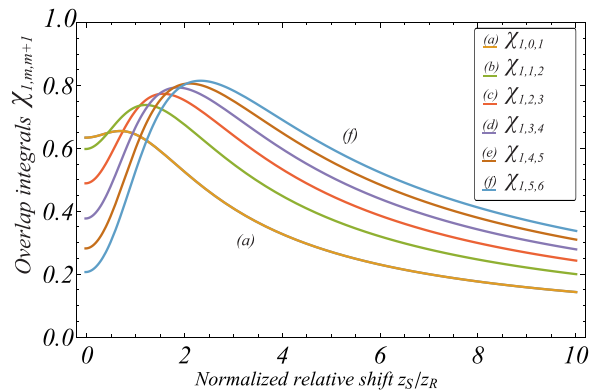 Overlap integrals χ1,m,m+1
1.0
0.8
0.6
0.4
0.2
0.0
(f)
(a)
(a) χ1,0,1
(b) χ1,1,2
(c) χ1,2,3
(d) χ1,3,4
(e) χ1,4,5
(f) χ1,5,6
0 2 4 6 8 10
Normalized relative shift zS/zR